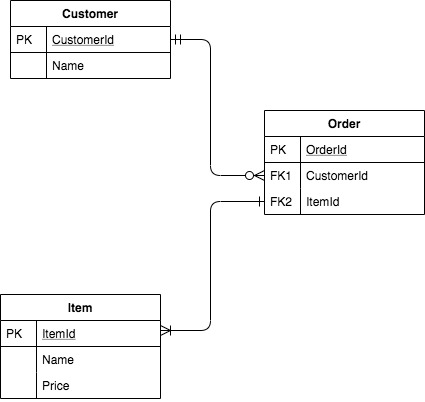 Customer
PK CustomerId
Name
Order
PK OrderId
FK1 CustomerId
FK2 ItemId
Item
PK ItemId
Name
Price